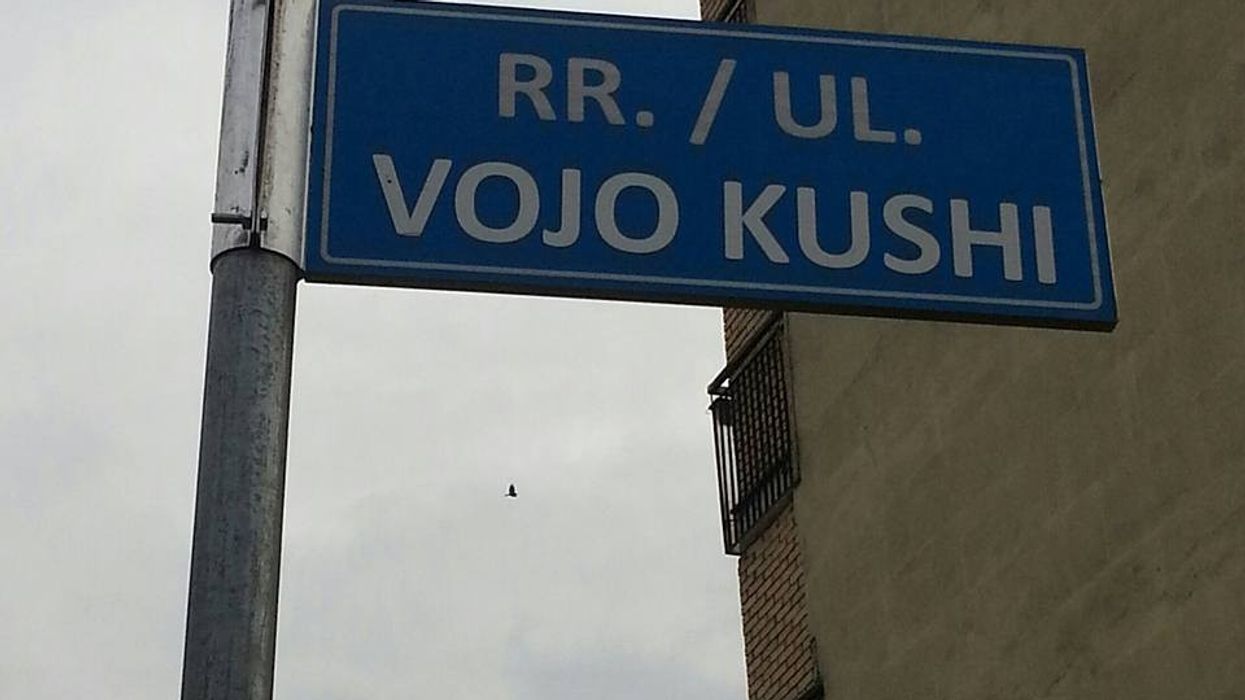 RR. / UL.
VOJO KUSHI